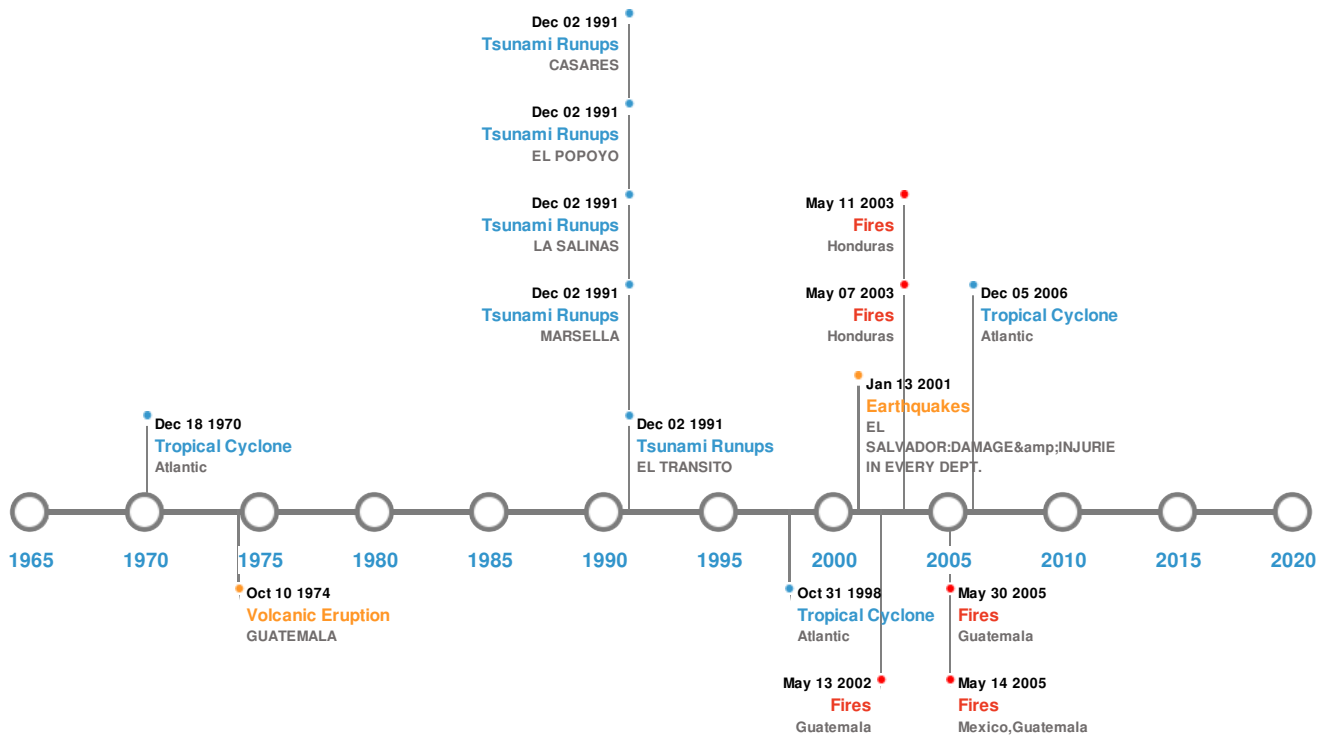 Dec 02 1991
Tsunami Runups
CASARES
Dec 02 1991
Tsunami Runups
EL POPOYO
Dec 02 1991
Tsunami Runups
LA SALINAS
May 11 2003
Fires
Honduras
Dec 02 1991
Tsunami Runups
MARSELLA
May 07 2003
Fires
Honduras
Dec 05 2006
Tropical Cyclone
Atlantic
Jan 13 2001
Earthquakes
EL
SALVADOR:DAMAGE&amp;INJURIE
IN EVERY DEPT.
Dec 18 1970
Tropical Cyclone
Atlantic
Dec 02 1991
Tsunami Runups
EL TRANSITO
1965 1970 1975 1980 1985 1990 1995 2000 2005 2010 2015 2020
Oct 10 1974
Volcanic Eruption
GUATEMALA
Oct 31 1998
Tropical Cyclone
Atlantic
May 30 2005
Fires
Guatemala
May 13 2002
Fires
Guatemala
May 14 2005
Fires
Mexico,Guatemala